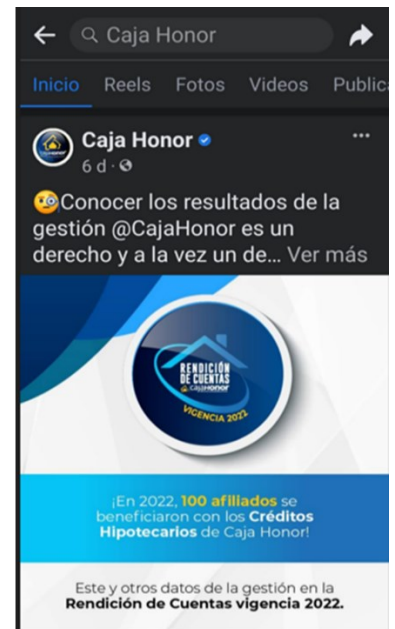 Caja Honor
Inicio Reels Fotos Videos Publica
Caja Honor
6 d ·
Conocer los resultados de la
gestión @CajaHonor es un
derecho y a la vez un de... Ver más
RENDICIÓN
DE CUENTAS
CAJAHONOR
VIGENCIA 2022
¡En 2022, 100 afiliados se
beneficiaron con los Créditos
Hipotecarios de Caja Honor!
Este y otros datos de la gestión en la
Rendición de Cuentas vigencia 2022.